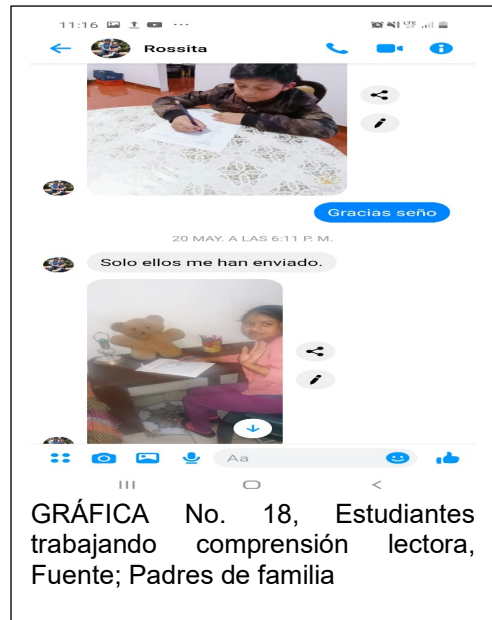 11:16
LTE
Rossita
Gracias seño
20 MAY. A LAS 6:11 P. M.
Solo ellos me han enviado.
Aa
GRÁFICA No. 18, Estudiantes
trabajando comprensión lectora,
Fuente; Padres de familia